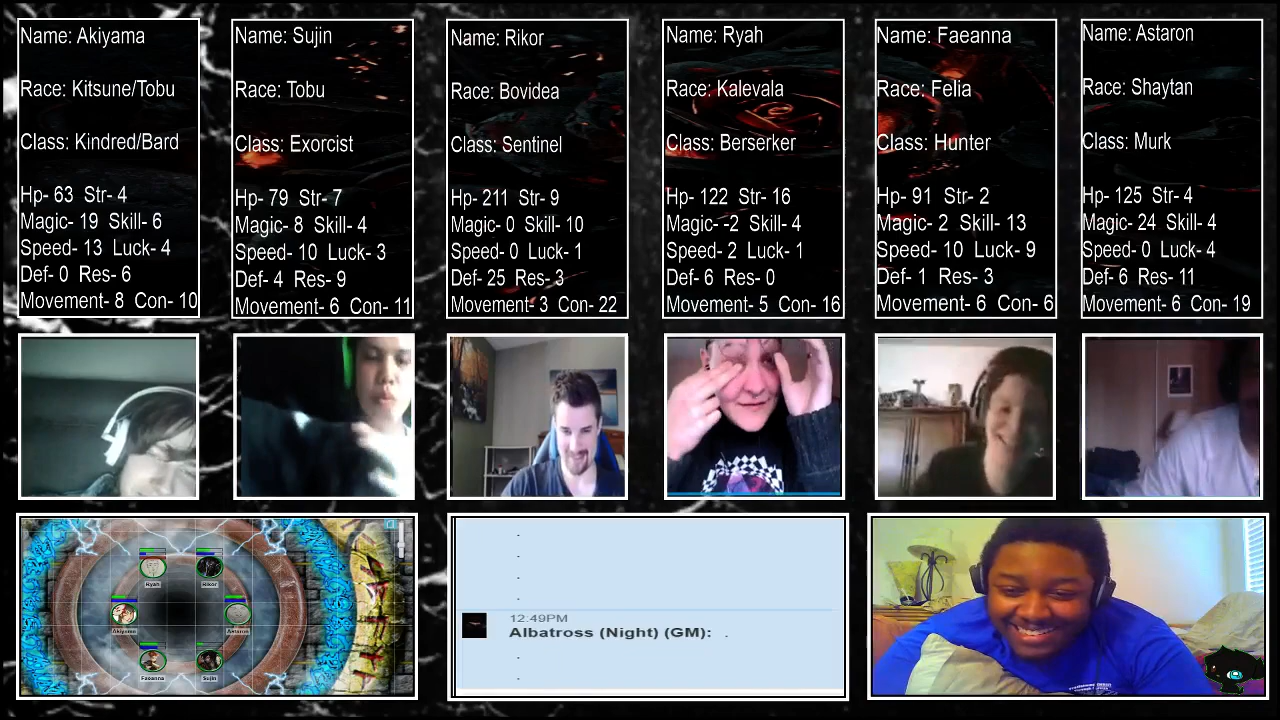 Name: Akiyama
Race: Kitsune/Tobu
Class: Kindred/Bard
Hp- 63 Str- 4
Magic- 19 Skill- 6
Speed- 13 Luck- 4
Def- 0 Res- 6
Movement- 8 Con- 10
Name: Sujin
Race: Tobu
Class: Exorcist
Hp- 79 Str- 7
Magic- 8 Skill- 4
Speed- 10 Luck- 3
Def- 4 Res- 9
Movement- 6 Con- 11
Name: Rikor
Race: Bovidea
Class: Sentinel
Hp- 211 Str- 9
Magic- 0 Skill- 10
Speed- 0 Luck- 1
Def- 25 Res- 3
Movement- 3 Con- 22
Name: Ryah
Race: Kalevala
Class: Berserker
Hp- 122 Str- 16
Magic- -2 Skill- 4
Speed- 2 Luck- 1
Def- 6 Res- 0
Movement- 5 Con- 16
Name: Faeanna
Race: Felia
Class: Hunter
Hp- 91 Str- 2
Magic- 2 Skill- 13
Speed- 10 Luck- 9
Def- 1 Res- 3
Movement- 6 Con- 6
Name: Astaron
Race: Shaytan
Class: Murk
Hp- 125 Str- 4
Magic- 24 Skill- 4
Speed- 0 Luck- 4
Def- 6 Res- 11
Movement- 6 Con- 19
Ryah
Rikor
Akiyama
Astaron
Faeanna
Sujin
.
.
.
.
12:49PM
Albatross (Night) (GM): .
.
.